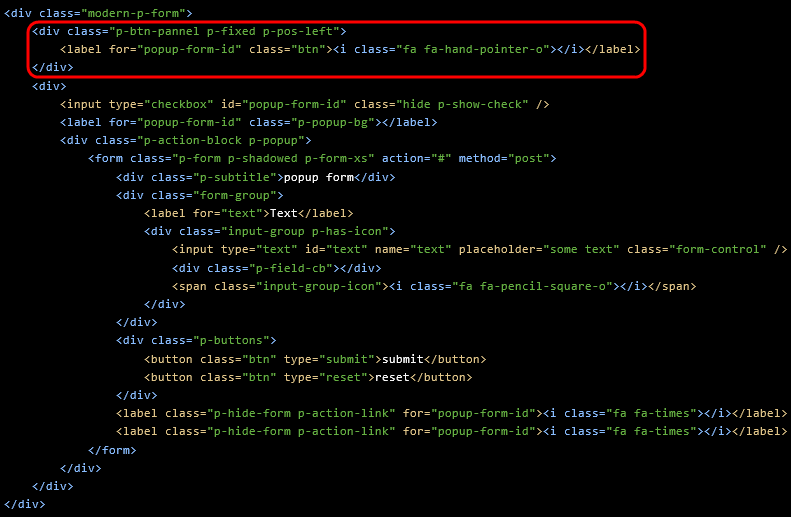 <div class="modern-p-form">
<div class="p-btn-pannel p-fixed p-pos-left">
<label for="popup-form-id" class="btn"><i class="fa fa-hand-pointer-o"></i></label>
</div>
<div>
<input type="checkbox" id="popup-form-id" class="hide p-show-check" />
<label for="popup-form-id" class="p-popup-bg"></label>
<div class="p-action-block p-popup">
<form class="p-form p-shadowed p-form-xs" action="#" method="post">
<div class="p-subtitle">popup form</div>
<div class="form-group">
<label for="text">Text</label>
<div class="input-group p-has-icon">
<input type="text" id="text" name="text" placeholder="some text" class="form-control" />
<div class="p-field-cb"></div>
<span class="input-group-icon"><i class="fa fa-pencil-square-o"></i></span>
</div>
</div>
<div class="p-buttons">
<button class="btn" type="submit">submit</button>
<button class="btn" type="reset">reset</button>
</div>
<label class="p-hide-form p-action-link" for="popup-form-id"><i class="fa fa-times"></i></label>
<label class="p-hide-form p-action-link" for="popup-form-id"><i class="fa fa-times"></i></label>
</form>
</div>
</div>
</div>